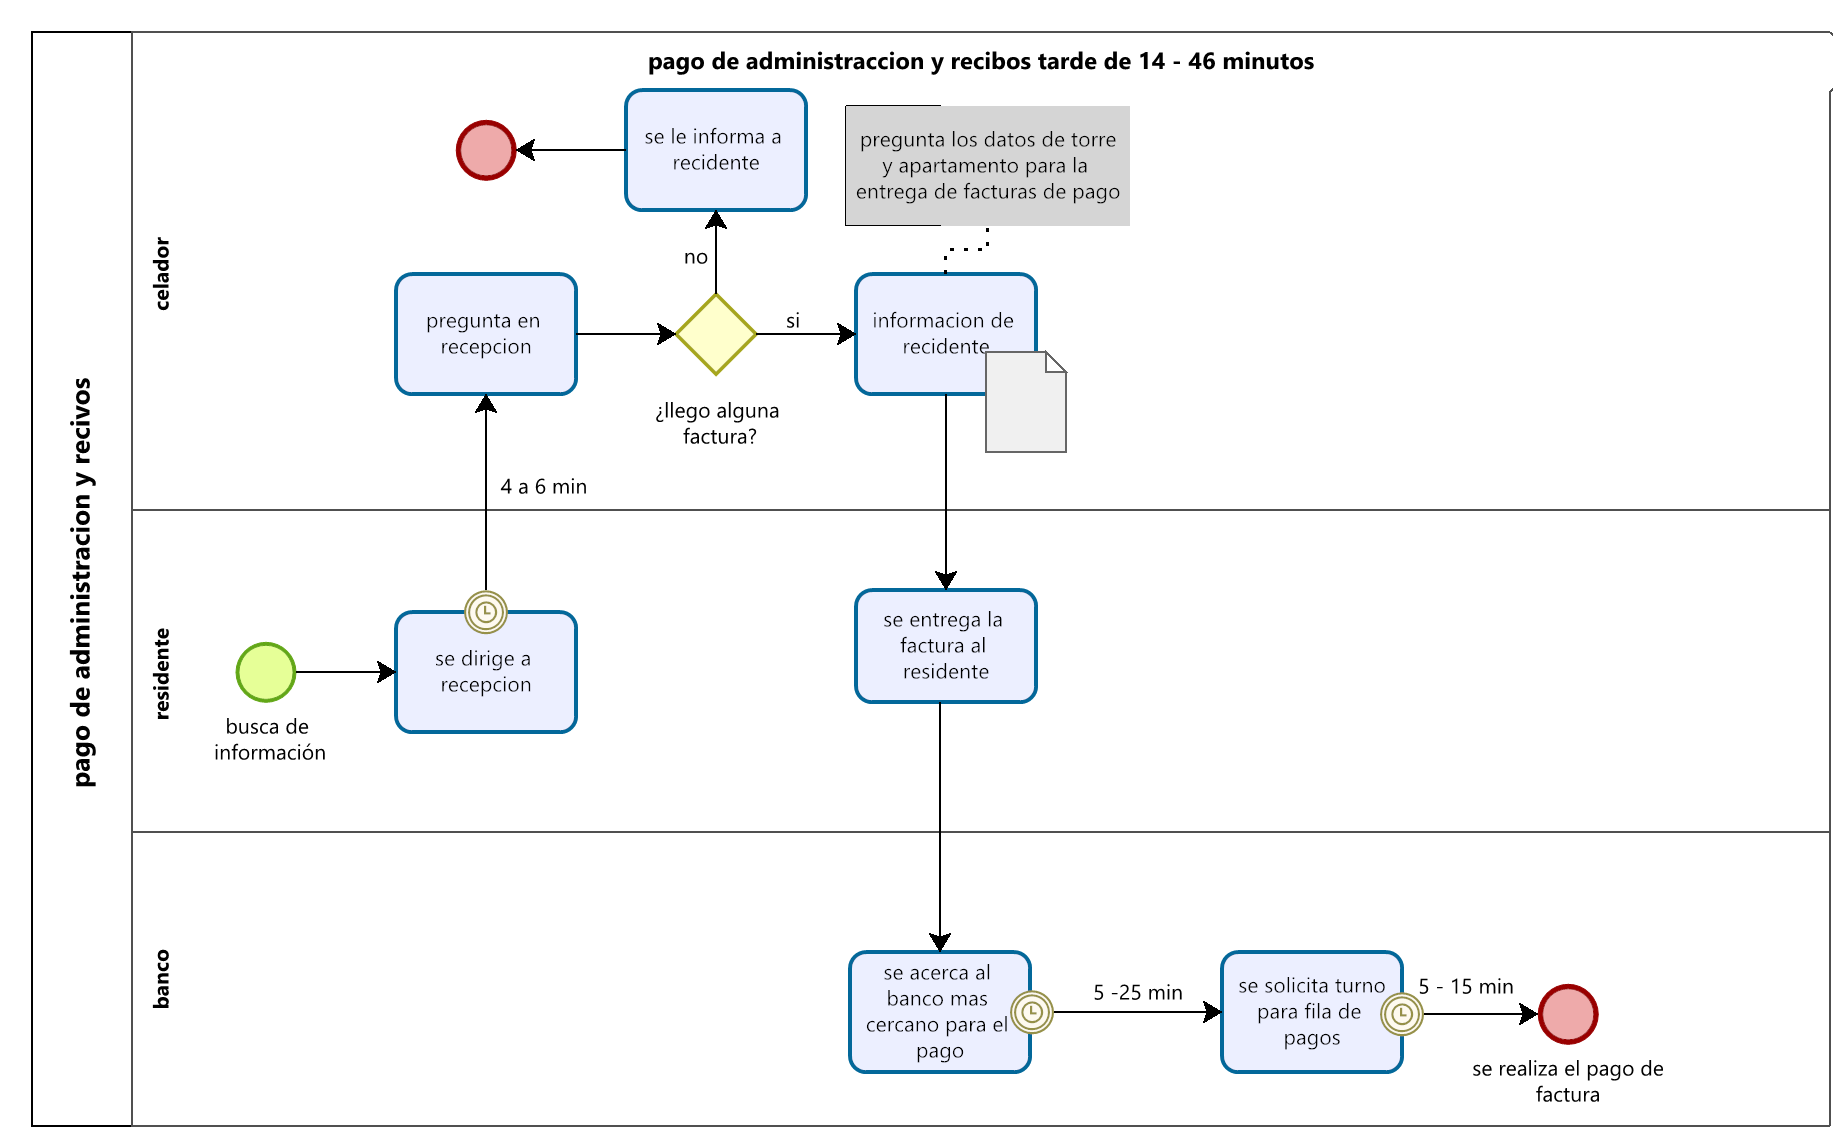 pago de administraccion y recibos tarde de 14 - 46 minutos
pago de administracion y recivos
celador
se le informa a
recidente
pregunta los datos de torre
y apartamento para la
entrega de facturas de pago
no
pregunta en
recepcion
si
informacion de
recidente
¿llego alguna
factura?
4 a 6 min
residente
busca de
información
se dirige a
recepcion
se entrega la
factura al
residente
banco
se acerca al
banco mas
cercano para el
pago
5 -25 min
se solicita turno
para fila de
pagos
5 - 15 min
se realiza el pago de
factura